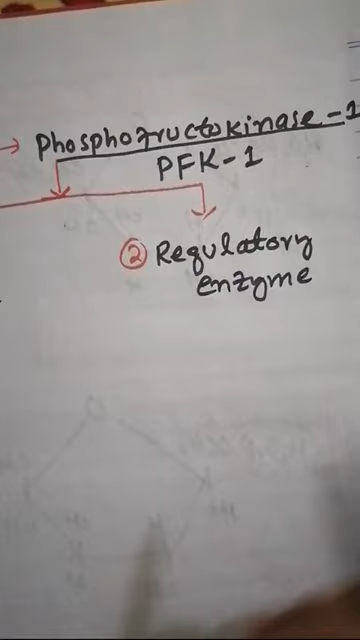 → Phosphofructokinase-1
PFK-1
② Regulatory
enzyme